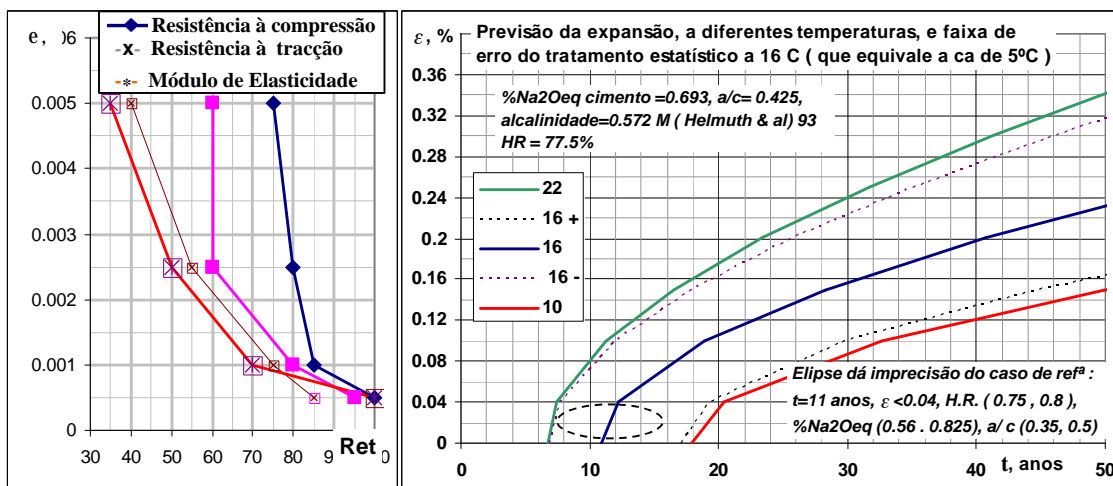 Resistência à compressão
Resistência à tracção
Módulo de Elasticidade
e,
0.005
0.004
0.003
0.002
0.001
0
30 40 50 60 70 80 90
Ret
ε, %
Previsão da expansão, a diferentes temperaturas, e faixa de
erro do tratamento estatístico a 16 C ( que equivale a ca de 5ºC )
%Na2Oeq cimento =0.693, a/c= 0.425,
alcalinidade=0.572 M ( Helmuth & al) 93
HR = 77.5%
22
16 +
16
16 -
10
0.36
0.32
0.28
0.24
0.2
0.16
0.12
0.08
0.04
0
Elipse dá imprecisão do caso de refª :
t=11 anos, ε <0.04, H.R. ( 0.75 , 0.8 ),
%Na2Oeq (0.56 . 0.825), a/ c (0.35, 0.5)
0 10 20 30 40 50
t, anos